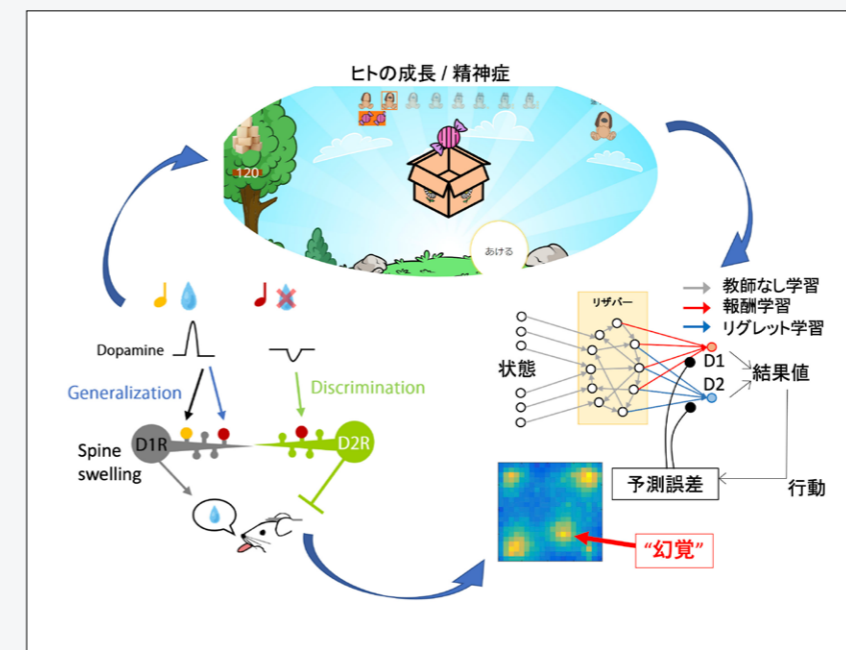 ヒトの成長 / 精神症
120
あける
教師なし学習
報酬学習
リグレット学習
リザバー
状態
D1
D2
結果値
予測誤差
行動
“幻覚”
Dopamine
Generalization
Discrimination
D1R
D2R
Spine
swelling